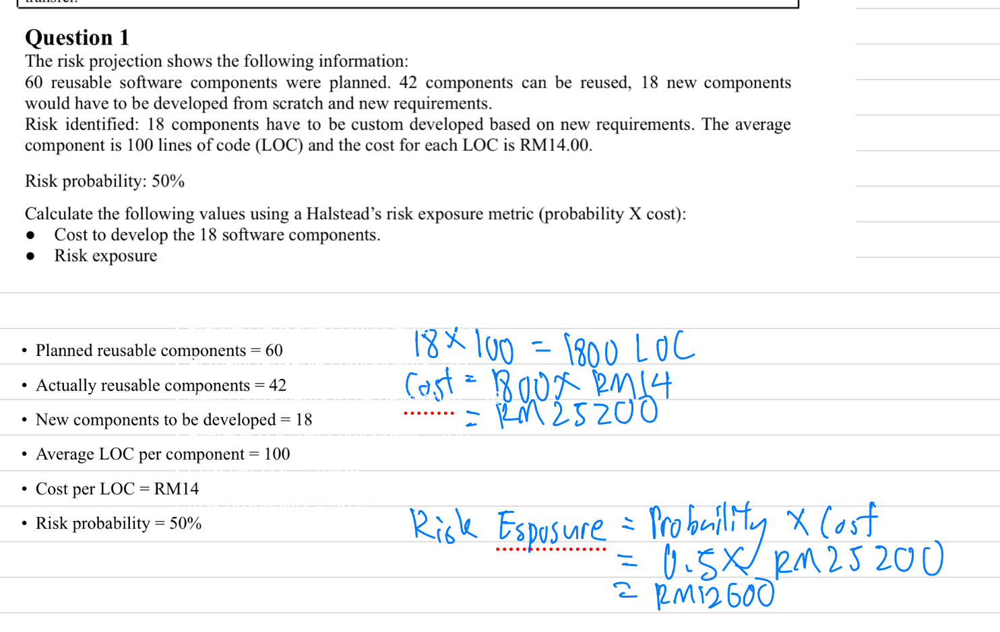 Question 1
The risk projection shows the following information:
60 reusable software components were planned. 42 components can be reused, 18 new components
would have to be developed from scratch and new requirements.
Risk identified: 18 components have to be custom developed based on new requirements. The average
component is 100 lines of code (LOC) and the cost for each LOC is RM14.00.
Risk probability: 50%
Calculate the following values using a Halstead’s risk exposure metric (probability X cost):
● Cost to develop the 18 software components.
● Risk exposure
• Planned reusable components = 60
• Actually reusable components = 42
• New components to be developed = 18
• Average LOC per component = 100
• Cost per LOC = RM14
• Risk probability = 50%
18 x 100 = 1800 LOC
Cost = 1800 x RM14
= RM25200
Risk Esposure = Probaility x Cost
= 0.5 x RM25200
= RM12600